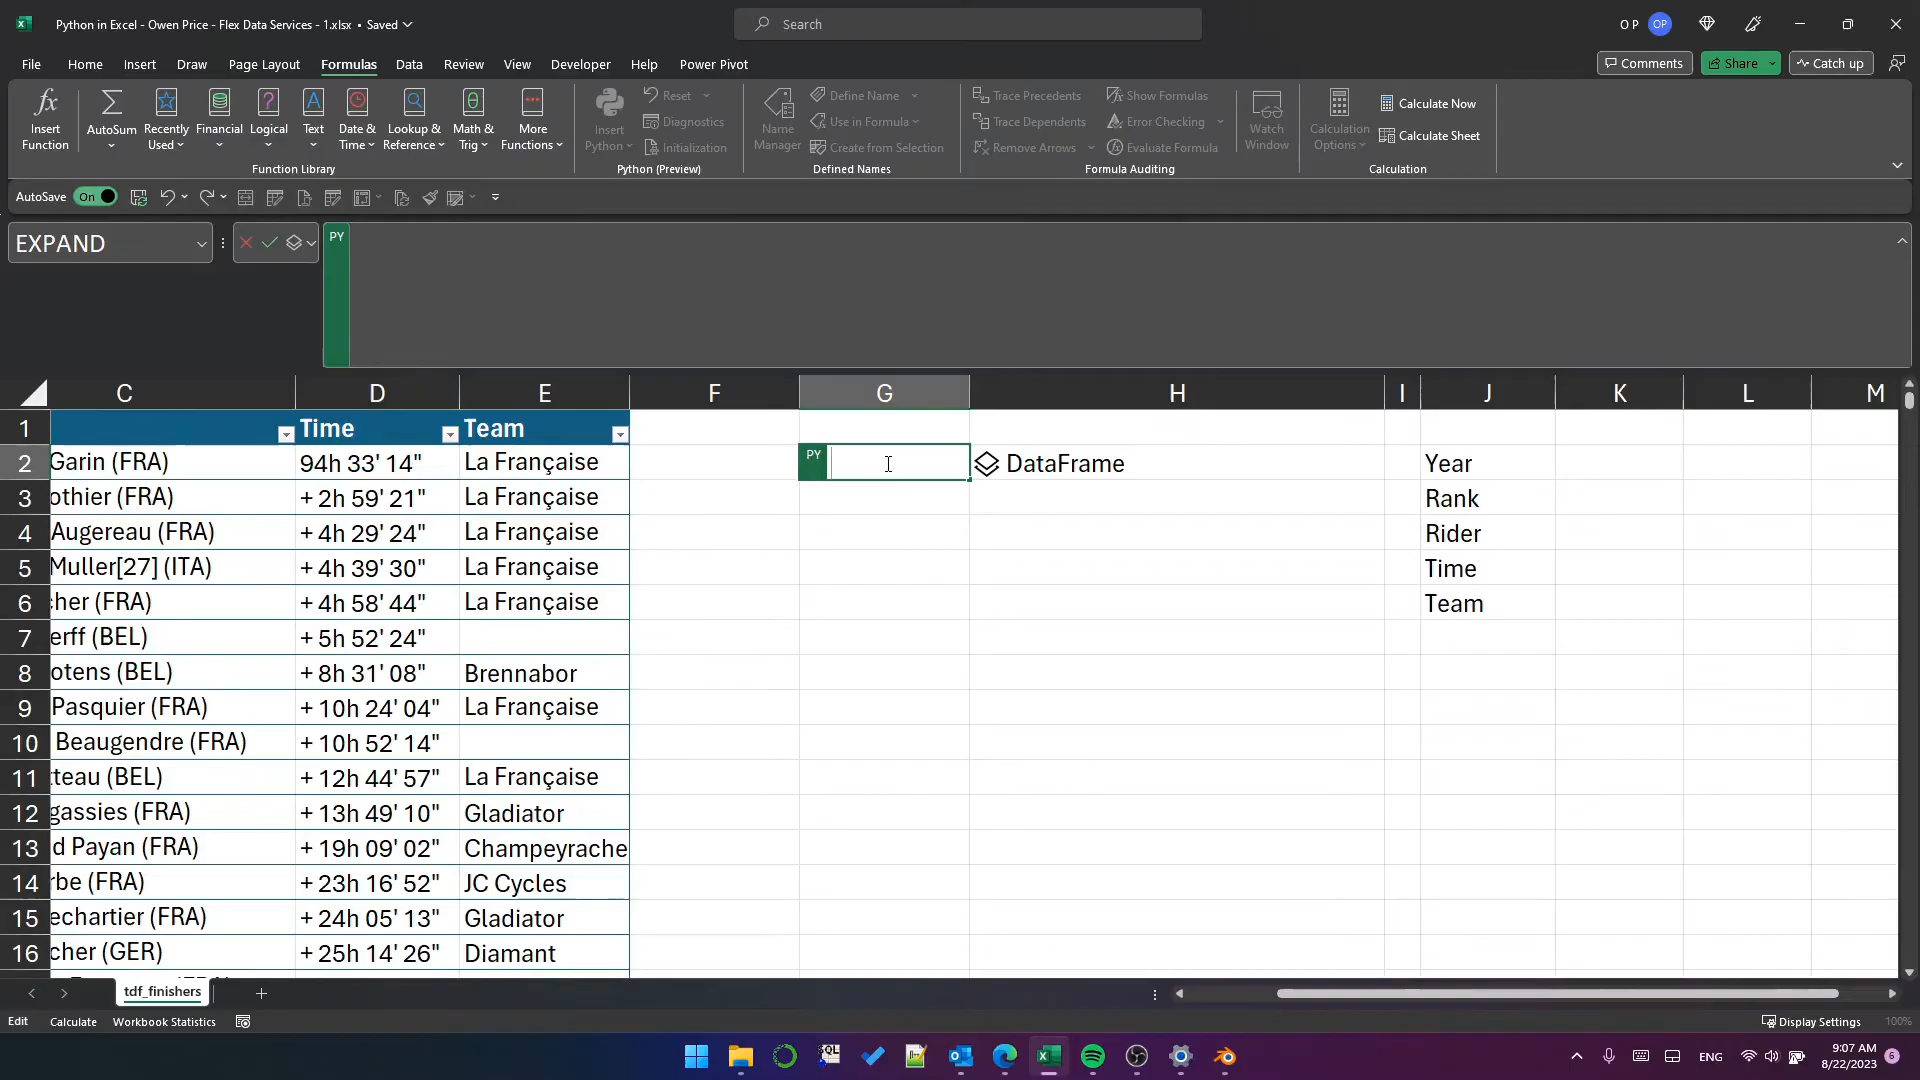 Python in Excel - Owen Price - Flex Data Services - 1.xlsx • Saved
Search
O P
OP
File
Home
Insert
Draw
Page Layout
Formulas
Data
Review
View
Developer
Help
Power Pivot
Comments
Share
Catch up
fx
Insert Function
AutoSum
Recently Used
Financial
Logical
Text
Date & Time
Lookup & Reference
Math & Trig
More Functions
Function Library
Insert Python
Reset
Diagnostics
Initialization
Python (Preview)
Name Manager
Define Name
Use in Formula
Create from Selection
Defined Names
Trace Precedents
Trace Dependents
Remove Arrows
Show Formulas
Error Checking
Evaluate Formula
Formula Auditing
Watch Window
Calculation Options
Calculate Now
Calculate Sheet
Calculation
AutoSave
On
EXPAND
PY
C D E F G H I J K L M
1 Time Team
2 Garin (FRA) 94h 33' 14" La Française PY DataFrame Year
3 othier (FRA) + 2h 59' 21" La Française Rank
4 Augereau (FRA) + 4h 29' 24" La Française Rider
5 Muller[27] (ITA) + 4h 39' 30" La Française Time
6 her (FRA) + 4h 58' 44" La Française Team
7 erff (BEL) + 5h 52' 24"
8 otens (BEL) + 8h 31' 08" Brennabor
9 Pasquier (FRA) + 10h 24' 04" La Française
10 Beaugendre (FRA) + 10h 52' 14"
11 tteau (BEL) + 12h 44' 57" La Française
12 gassies (FRA) + 13h 49' 10" Gladiator
13 d Payan (FRA) + 19h 09' 02" Champeyrache
14 rbe (FRA) + 23h 16' 52" JC Cycles
15 echartier (FRA) + 24h 05' 13" Gladiator
16 cher (GER) + 25h 14' 26" Diamant
tdf_finishers
Edit
Calculate
Workbook Statistics
Display Settings
100%
SQL
ENG
9:07 AM
8/22/2023
6